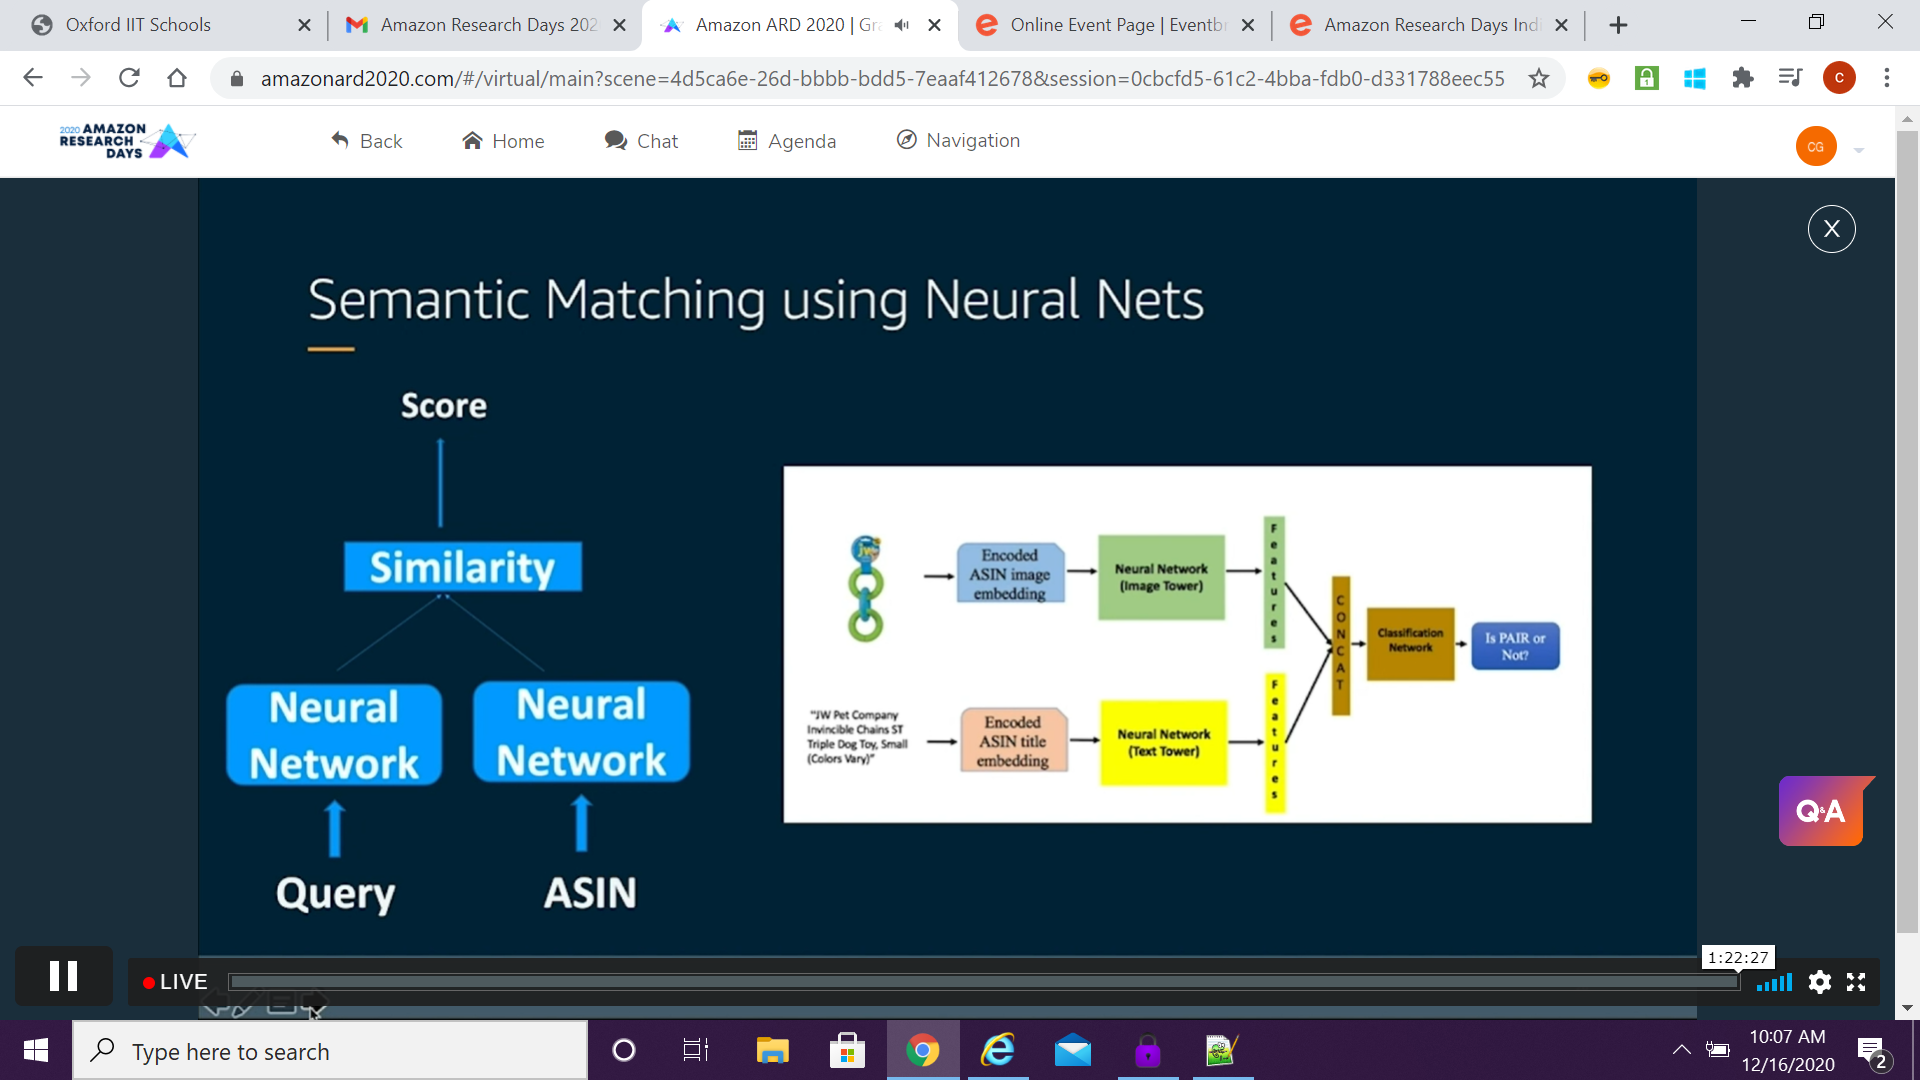 Oxford IIT Schools
Amazon Research Days 202
Amazon ARD 2020 | Gra
Online Event Page | Eventbr
Amazon Research Days Indi
amazonard2020.com/#/virtual/main?scene=4d5ca6e-26d-bbbb-bdd5-7eaaf412678&session=0cbcfd5-61c2-4bba-fdb0-d331788eec55
C
2020 AMAZON
RESEARCH
DAYS
Back
Home
Chat
Agenda
Navigation
CG
X
Semantic Matching using Neural Nets
Score
Similarity
Neural
Network
Neural
Network
Query
ASIN
Encoded
ASIN image
embedding
Neural Network
(Image Tower)
Features
"JW Pet Company
Invincible Chains ST
Triple Dog Toy, Small
(Colors Vary)"
Encoded
ASIN title
embedding
Neural Network
(Text Tower)
Features
CONCAT
Classification
Network
Is PAIR or
Not?
Q&A
LIVE
1:22:27
Type here to search
10:07 AM
12/16/2020
2